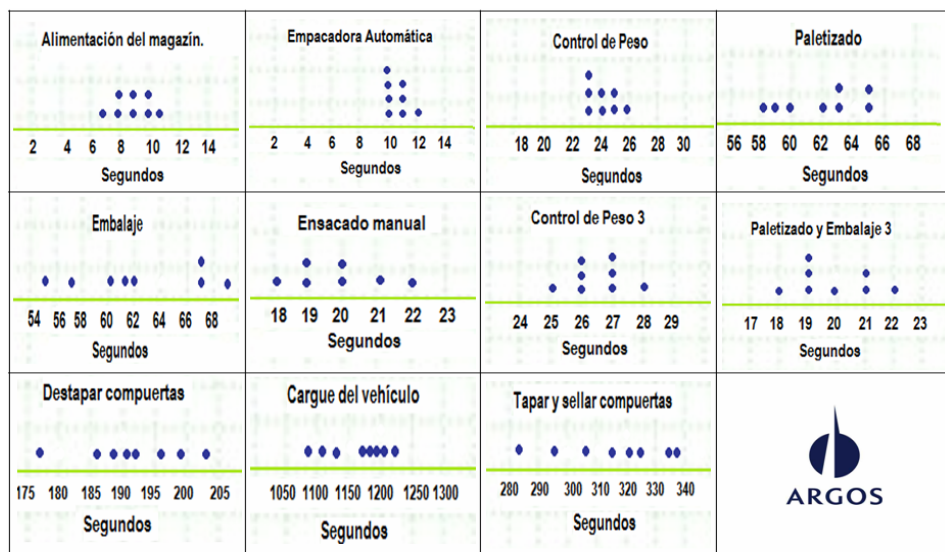 Alimentación del magazín.
2 4 6 8 10 12 14
Segundos
Empacadora Automática
2 4 6 8 10 12 14
Segundos
Control de Peso
18 20 22 24 26 28 30
Segundos
Paletizado
56 58 60 62 64 66 68
Segundos
Embalaje
54 56 58 60 62 64 66 68
Segundos
Ensacado manual
18 19 20 21 22 23
Segundos
Control de Peso 3
24 25 26 27 28 29
Segundos
Paletizado y Embalaje 3
17 18 19 20 21 22 23
Segundos
Destapar compuertas
175 180 185 190 195 200 205
Segundos
Cargue del vehículo
1050 1100 1150 1200 1250 1300
Segundos
Tapar y sellar compuertas
280 290 300 310 320 330 340
Segundos
ARGOS